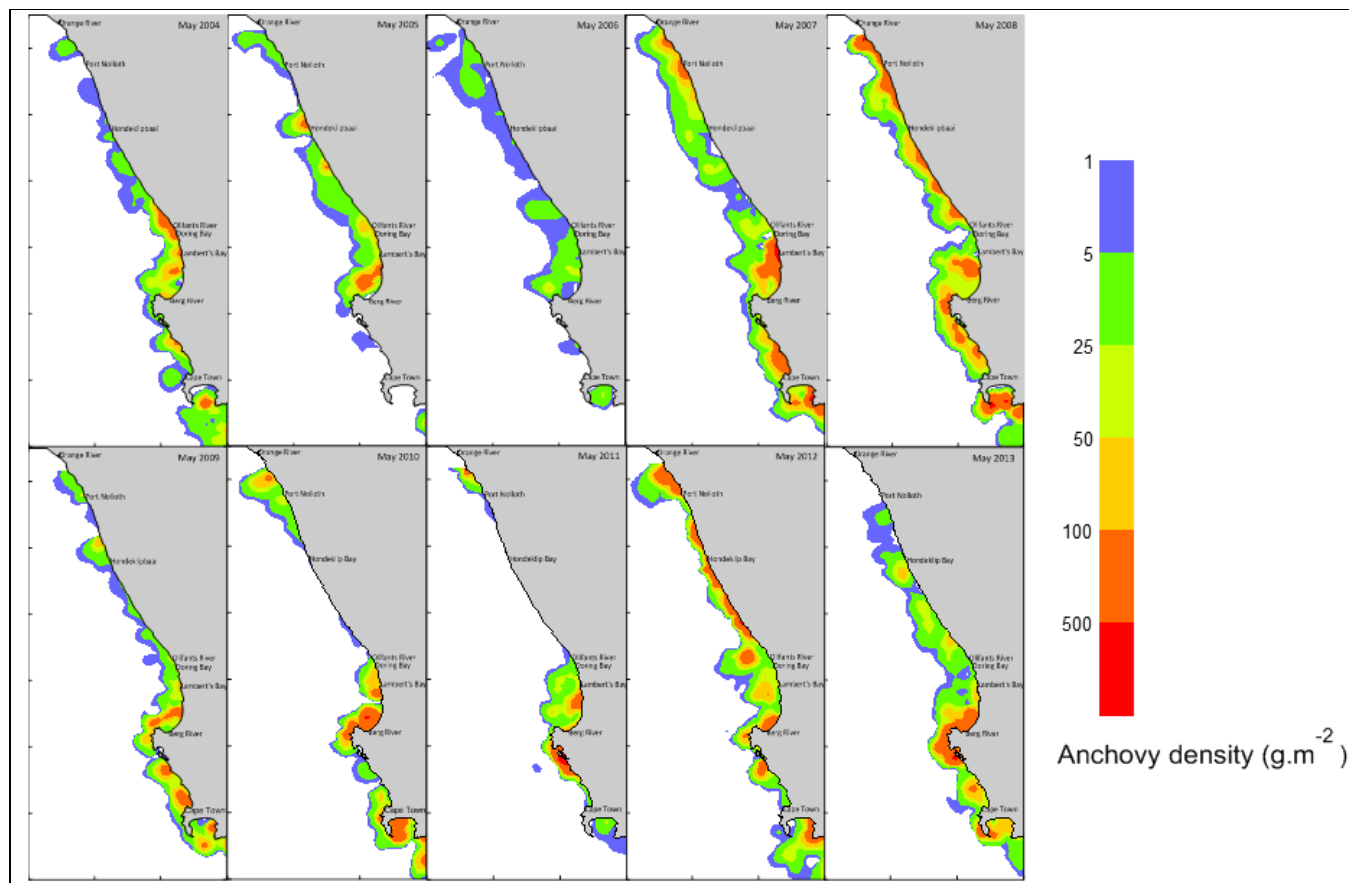 Orange River
May 2004
Port Nolloth
Hondeklipbaai
Olifants River
Doring Bay
Lambert's Bay
Berg River
Cape Town
Orange River
May 2005
Port Nolloth
Hondeklipbaai
Olifants River
Doring Bay
Lambert's Bay
Berg River
Cape Town
Orange River
May 2006
Port Nolloth
Hondeklipbaai
Olifants River
Doring Bay
Lambert's Bay
Berg River
Cape Town
Orange River
May 2007
Port Nolloth
Hondeklipbaai
Olifants River
Doring Bay
Lambert's Bay
Berg River
Cape Town
Orange River
May 2008
Port Nolloth
Hondeklipbaai
Olifants River
Doring Bay
Lambert's Bay
Berg River
Cape Town
Orange River
May 2009
Port Nolloth
Hondeklipbaai
Olifants River
Doring Bay
Lambert's Bay
Berg River
Cape Town
Orange River
May 2010
Port Nolloth
Hondeklip Bay
Olifants River
Doring Bay
Lambert's Bay
Berg River
Cape Town
Orange River
May 2011
Port Nolloth
Hondeklip Bay
Olifants River
Doring Bay
Lambert's Bay
Berg River
Cape Town
Orange River
May 2012
Port Nolloth
Hondeklip Bay
Olifants River
Doring Bay
Lambert's Bay
Berg River
Cape Town
Orange River
May 2013
Port Nolloth
Hondeklipbaai
Olifants River
Doring Bay
Lambert's Bay
Berg River
Cape Town
1
5
25
50
100
500
Anchovy density (g.m⁻²)